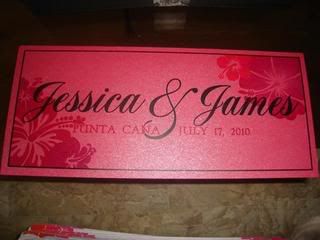 Jessica & James
PUNTA CANA JULY 17, 2010